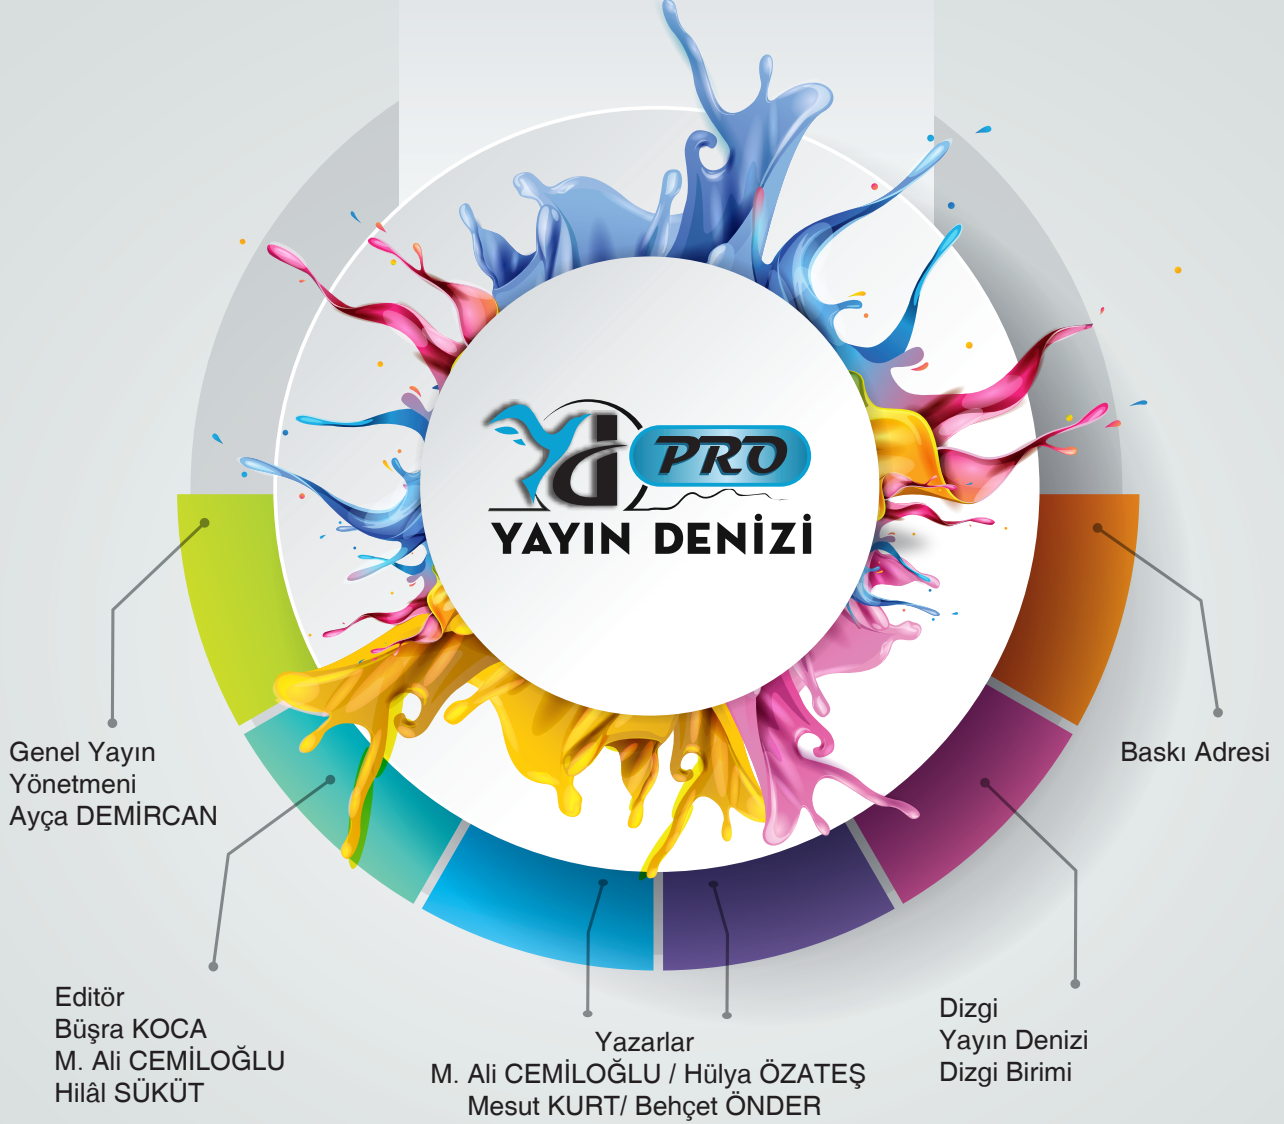 Yd PRO
YAYIN DENİZİ
Genel Yayın
Yönetmeni
Ayça DEMİRCAN
Baskı Adresi
Editör
Büşra KOCA
M. Ali CEMİLOĞLU
Hilâl SÜKÜT
Yazarlar
M. Ali CEMİLOĞLU / Hülya ÖZATEŞ
Mesut KURT/ Behçet ÖNDER
Dizgi
Yayın Denizi
Dizgi Birimi